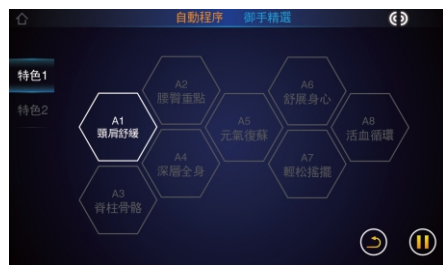 自動程序 御手精選
特色1
特色2
A1
頸肩舒緩
A2
腰臀重點
A3
脊柱骨骼
A4
深層全身
A5
元氣復蘇
A6
舒展身心
A7
輕松搖擺
A8
活血循環